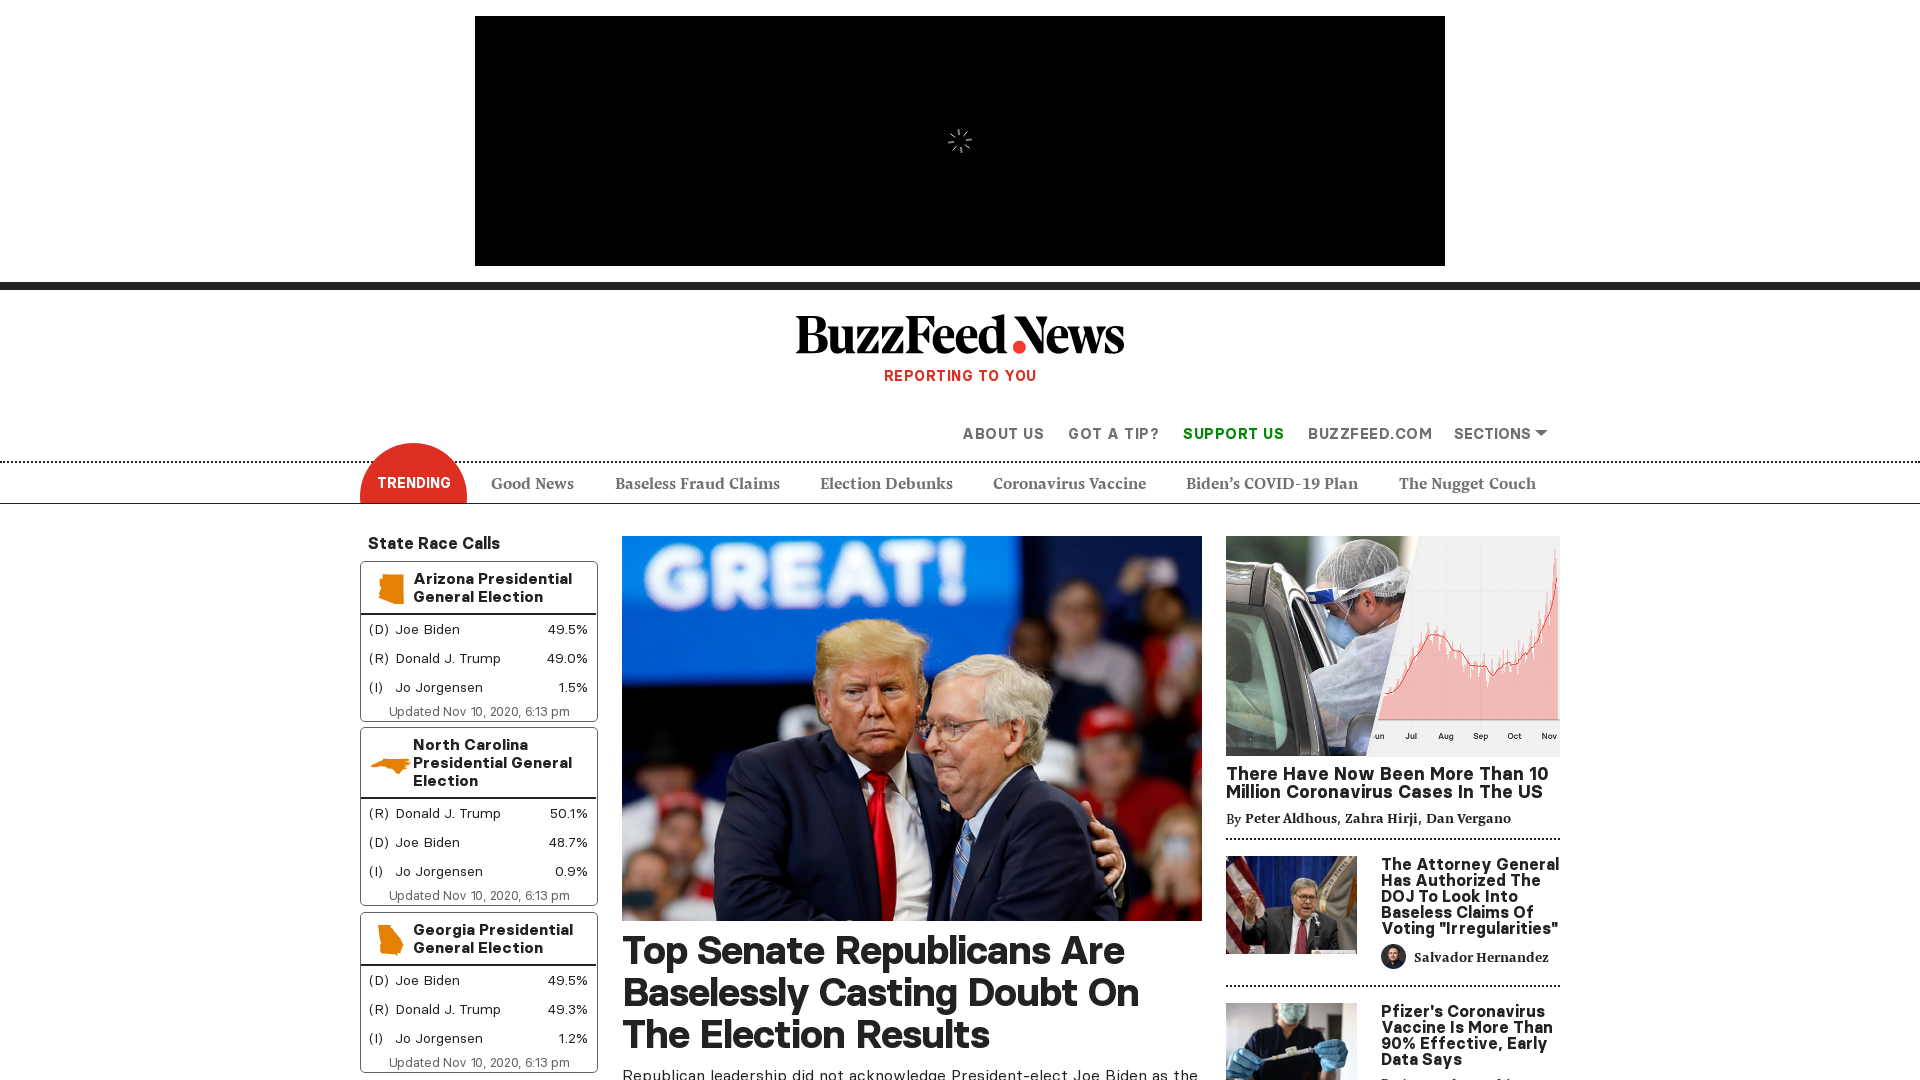 BuzzFeed News
REPORTING TO YOU
ABOUT US GOT A TIP? SUPPORT US BUZZFEED.COM SECTIONS
TRENDING Good News Baseless Fraud Claims Election Debunks Coronavirus Vaccine Biden’s COVID-19 Plan The Nugget Couch
State Race Calls
Arizona Presidential
General Election
(D) Joe Biden 49.5%
(R) Donald J. Trump 49.0%
(I) Jo Jorgensen 1.5%
Updated Nov 10, 2020, 6:13 pm
North Carolina
Presidential General
Election
(R) Donald J. Trump 50.1%
(D) Joe Biden 48.7%
(I) Jo Jorgensen 0.9%
Updated Nov 10, 2020, 6:13 pm
Georgia Presidential
General Election
(D) Joe Biden 49.5%
(R) Donald J. Trump 49.3%
(I) Jo Jorgensen 1.2%
Updated Nov 10, 2020, 6:13 pm
GREAT!
Top Senate Republicans Are
Baselessly Casting Doubt On
The Election Results
Republican leadership did not acknowledge President-elect Joe Biden as the
Jul Aug Sep Oct Nov
There Have Now Been More Than 10
Million Coronavirus Cases In The US
By Peter Aldhous, Zahra Hirji, Dan Vergano
The Attorney General
Has Authorized The
DOJ To Look Into
Baseless Claims Of
Voting "Irregularities"
Salvador Hernandez
Pfizer's Coronavirus
Vaccine Is More Than
90% Effective, Early
Data Says